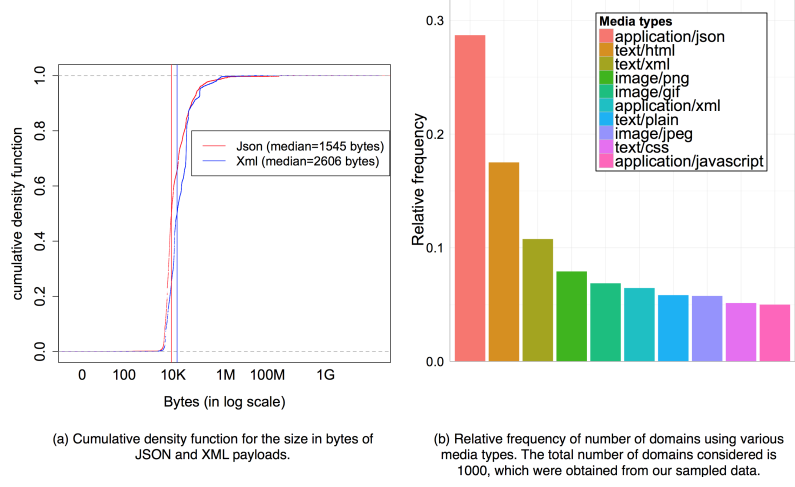 cumulative density function
1.0
0.8
0.6
0.4
0.2
0.0
Json (median=1545 bytes)
Xml (median=2606 bytes)
0 100 10K 1M 100M 1G
Bytes (in log scale)
(a) Cumulative density function for the size in bytes of
JSON and XML payloads.
Relative frequency
0.3
0.2
0.1
0.0
Media types
application/json
text/html
text/xml
image/png
image/gif
application/xml
text/plain
image/jpeg
text/css
application/javascript
(b) Relative frequency of number of domains using various
media types. The total number of domains considered is
1000, which were obtained from our sampled data.